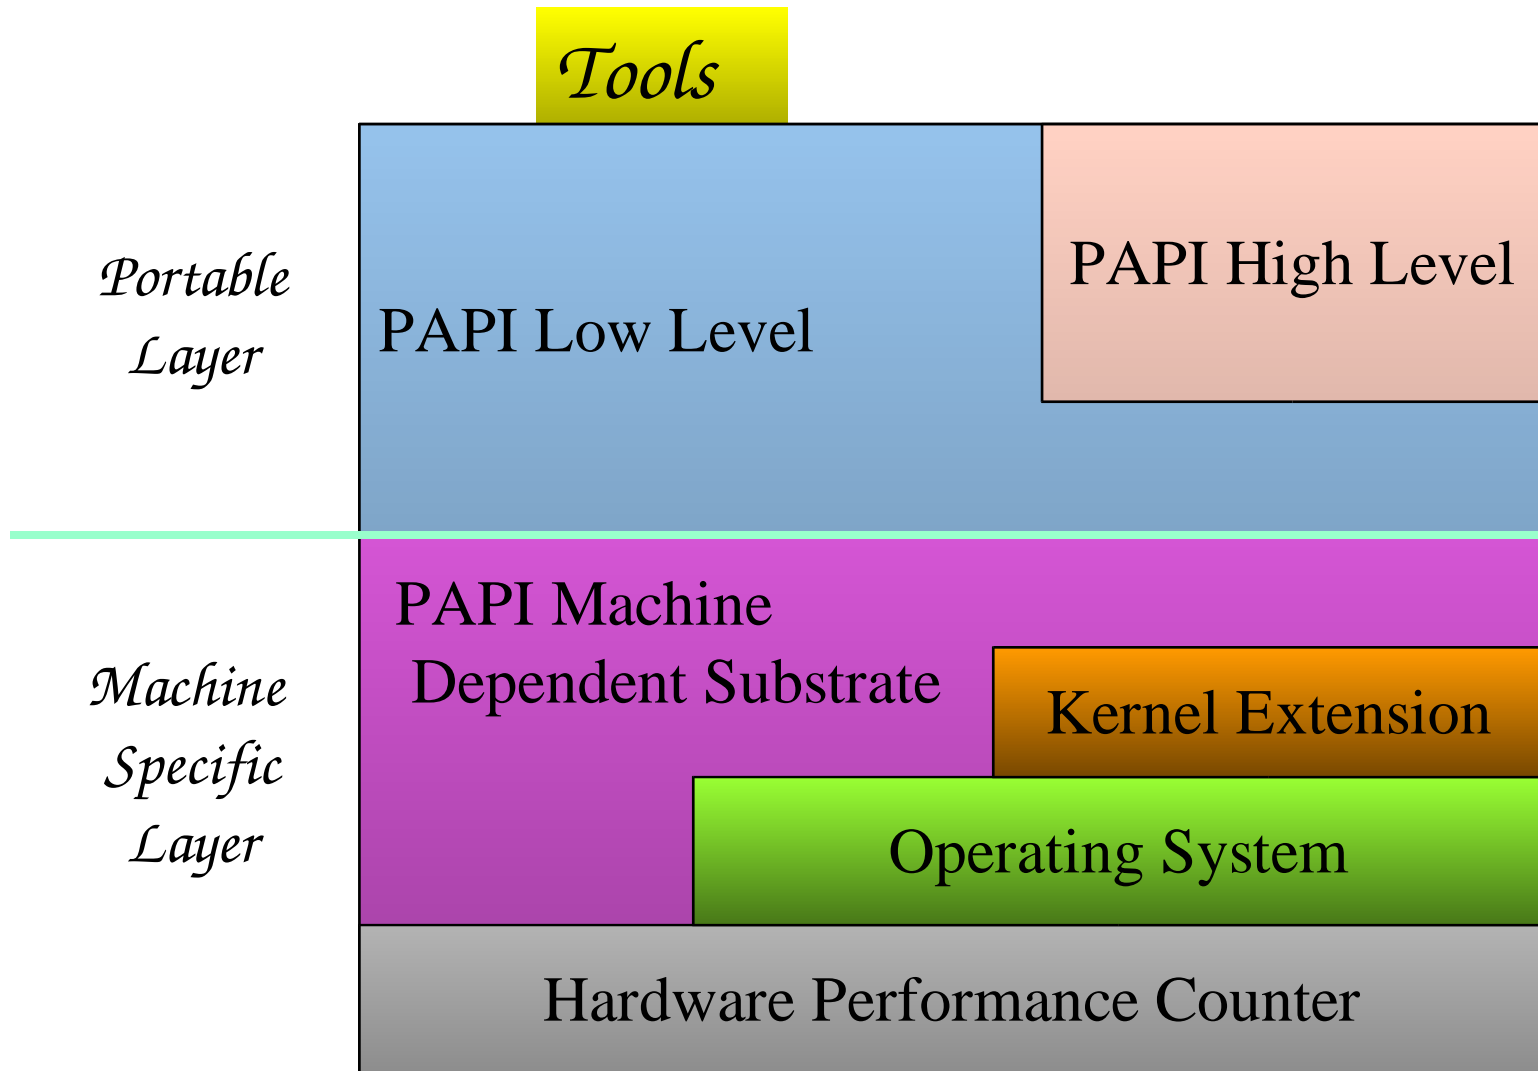 Tools
Portable
Layer
PAPI Low Level
PAPI High Level
Machine
Specific
Layer
PAPI Machine
Dependent Substrate
Kernel Extension
Operating System
Hardware Performance Counter